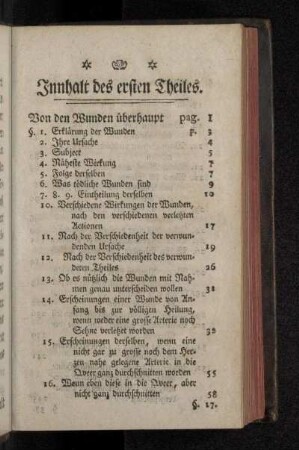 Innhalt des ersten Theiles.
Von den Wunden überhaupt pag. 1
§. 1. Erklärung der Wunden p. 3
2. Ihre Ursache 4
3. Subject 5
4. Näheste Wirkung 7
5. Folge derselben 7
6. Was tödliche Wunden sind 9
7. 8. 9. Eintheilung derselben 10
10. Verschiedene Wirkungen der Wunden,
nach den verschiedenen verletzten
Actionen 17
11. Nach der Verschiedenheit der verwun-
denden Ursache 19
12. Nach der Verschiedenheit des verwun-
deten Theiles 26
13. Ob es nützlich die Wunden mit Nah-
men genau unterscheiden wollen 31
14. Erscheinungen einer Wunde von An-
fang bis zur völligen Heilung,
wenn weder eine grosse Arterie noch
Sehne verletzt worden 32
15. Erscheinungen derselben, wenn eine
nicht gar zu grosse nach dem Her-
zen nahe gelegene Arterie in die
Queer ganz durchschnitten worden 55
16. Wenn eben diese in die Queer, aber
nicht ganz durchschnitten 58
§. 17.